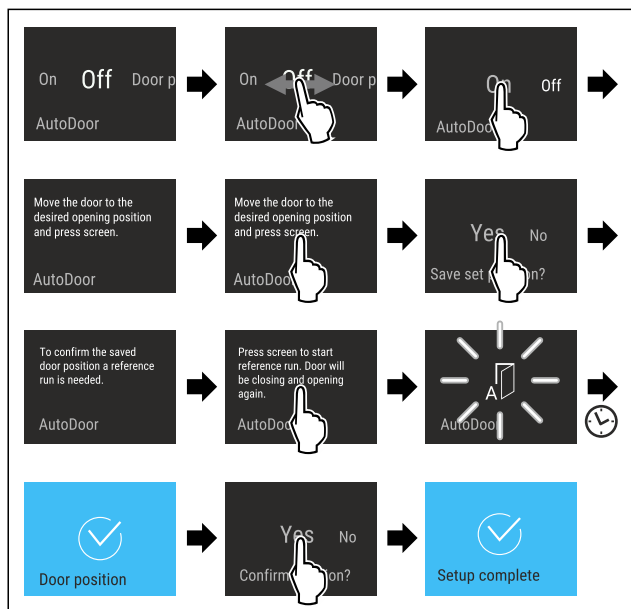 On Off Door p
AutoDoor
On Off Door p
AutoDoo
On Off
AutoDoo
Move the door to the
desired opening position
and press screen.
AutoDoor
Move the door to the
desired opening position
and press screen.
AutoDoo
Yes No
Save set p on?
To confirm the saved
door position a reference
run is needed.
AutoDoor
Press screen to start
reference run. Door will
be closing and opening
again.
AutoDoo
A
AutoDoo
Door position
Yes No
Confirm on?
Setup complete